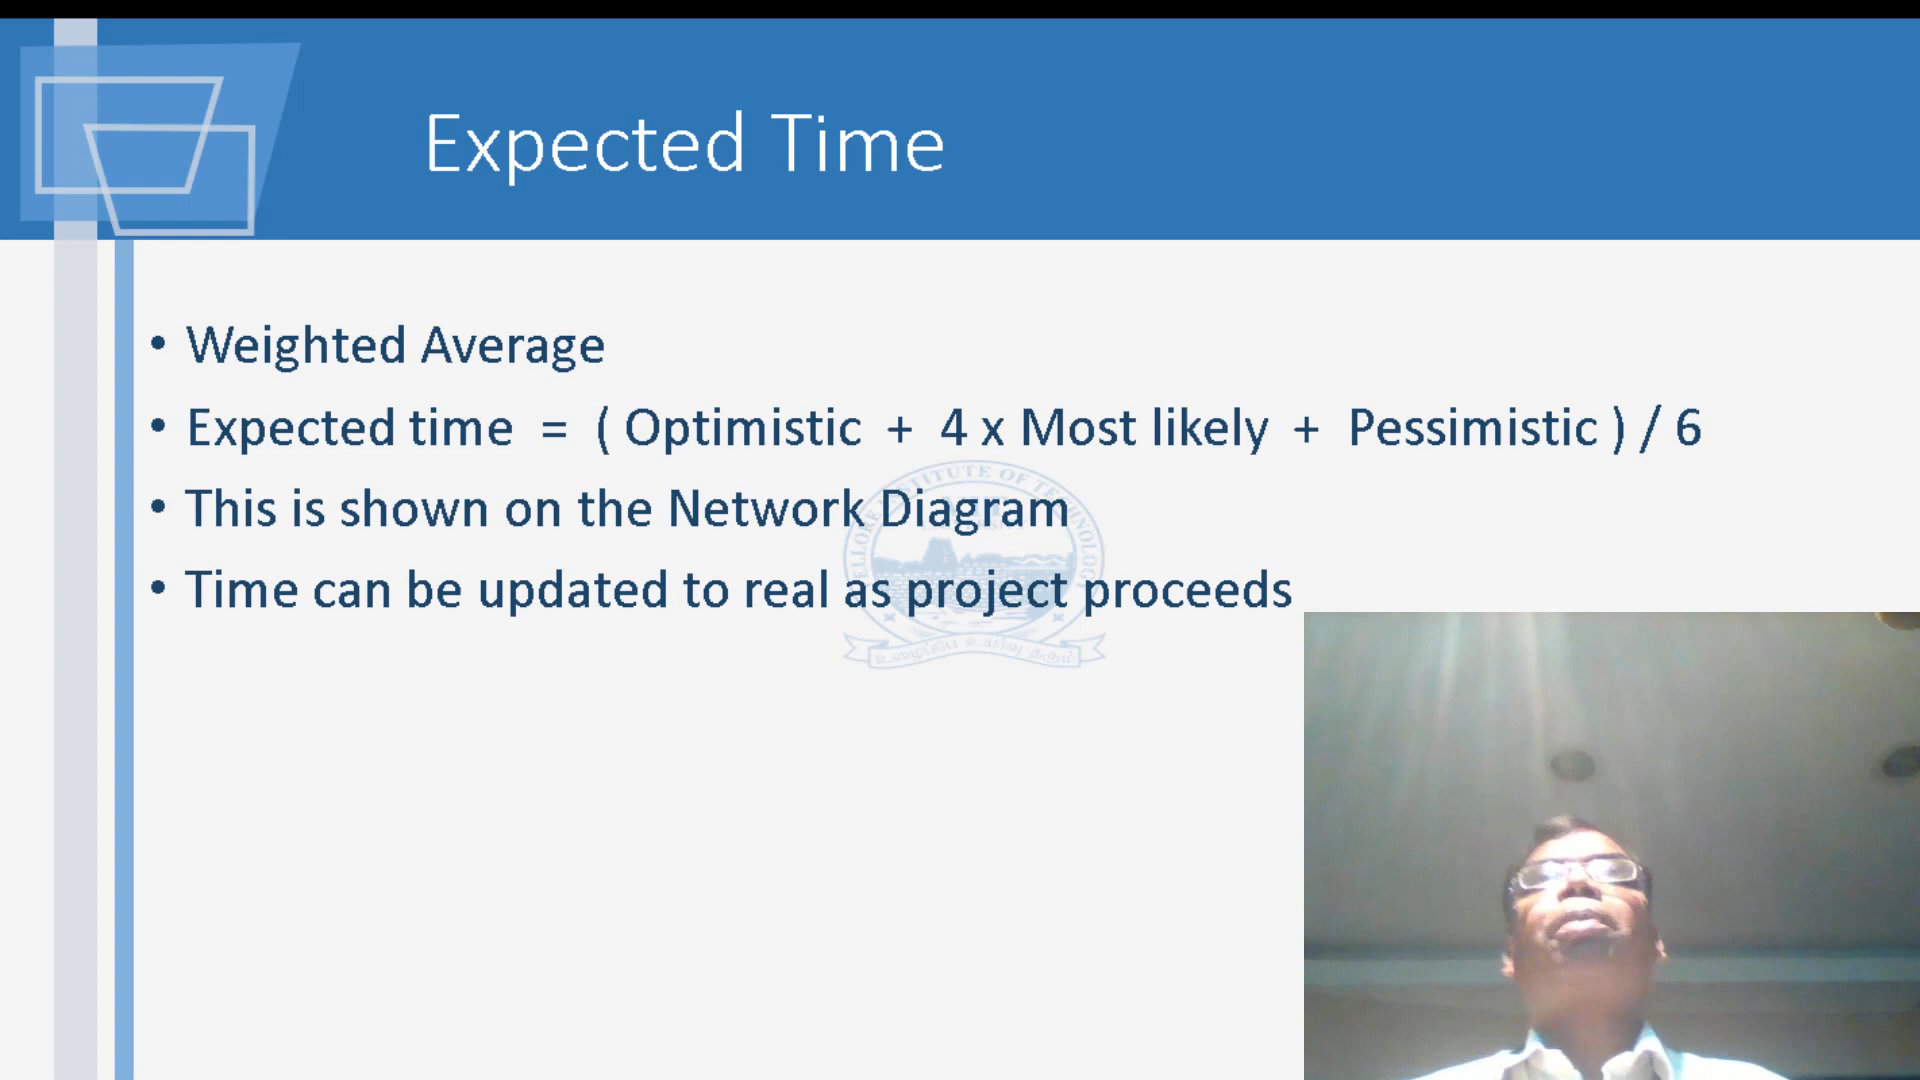 Expected Time
• Weighted Average
• Expected time = ( Optimistic + 4 x Most likely + Pessimistic ) / 6
• This is shown on the Network Diagram
• Time can be updated to real as project proceeds